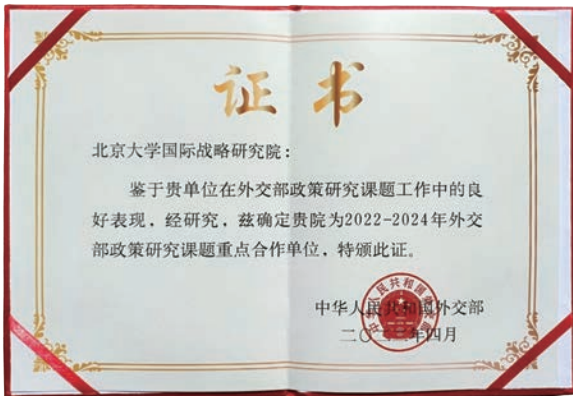 证书
北京大学国际战略研究院：
鉴于贵单位在外交部政策研究课题工作中的良
好表现，经研究，兹确定贵院为2022-2024年外交
部政策研究课题重点合作单位，特颁此证。
中华人民共和国外交部
二〇二三年四月